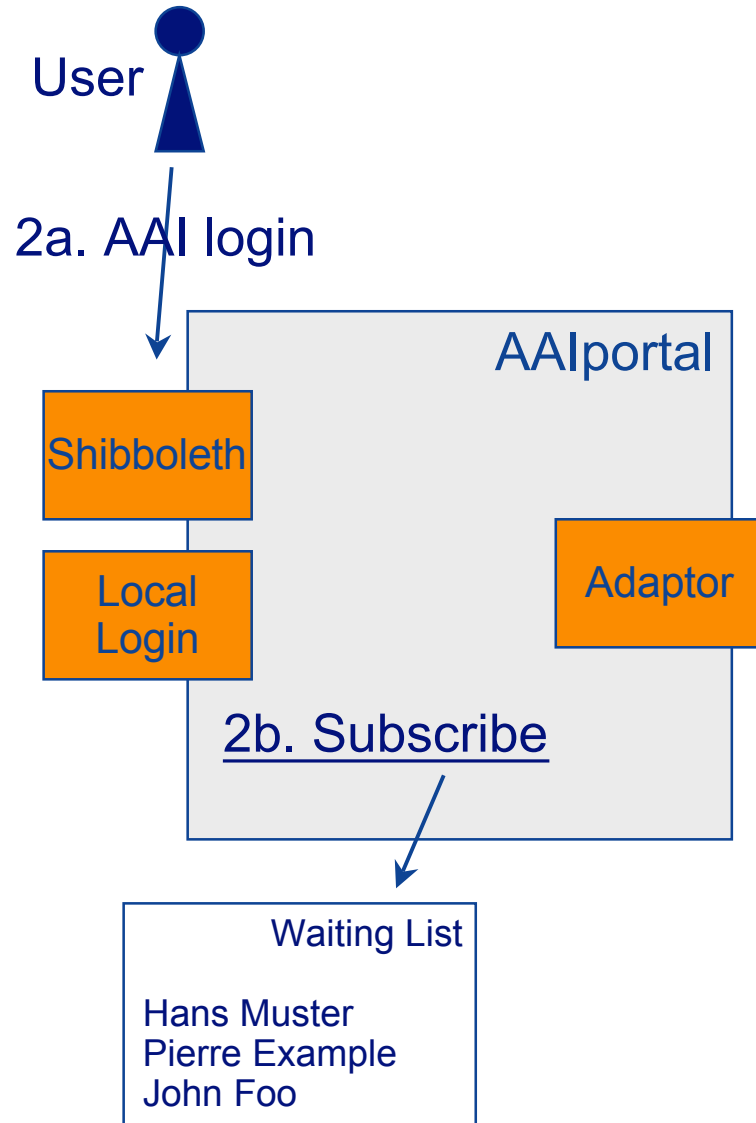 User
2a. AAI login
AAIportal
Shibboleth
Adaptor
Local
Login
2b. Subscribe
Waiting List
Hans Muster
Pierre Example
John Foo